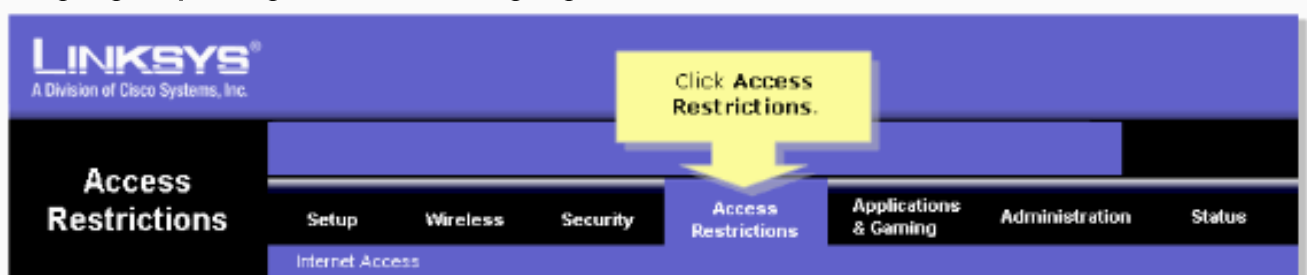 LINKSYS®
A Division of Cisco Systems, Inc.
Click Access
Restrictions.
Access
Restrictions
Setup
Wireless
Security
Access
Restrictions
Applications
& Gaming
Administration
Status
Internet Access